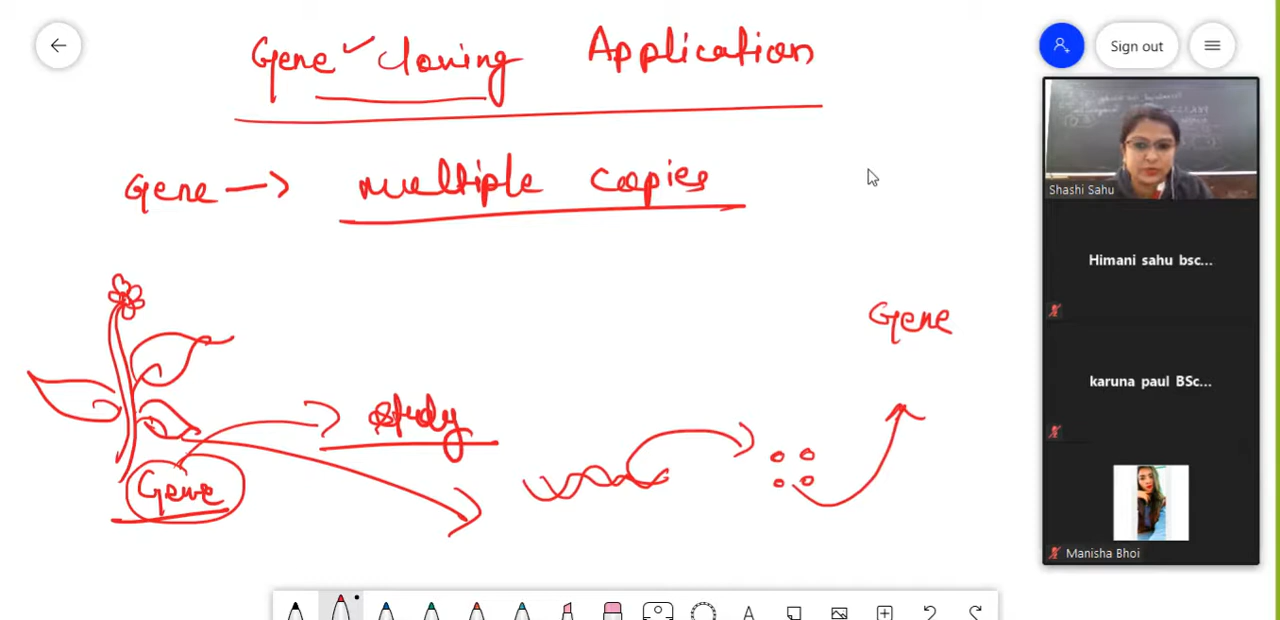 Gene cloning Application
Sign out
Gene → multiple copies
Shashi Sahu
Himani sahu bsc...
Gene
karuna paul BSc...
study
Gene
Manisha Bhoi
A